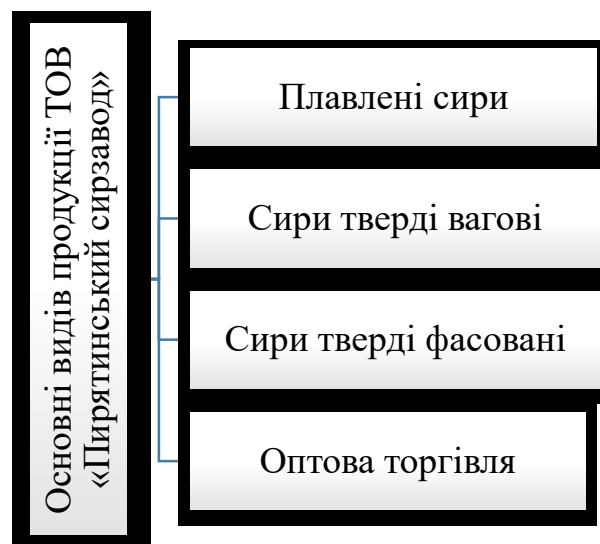 Основні видів продукції ТОВ
«Пирятинський сирзавод»
Плавлені сири
Сири тверді вагові
Сири тверді фасовані
Оптова торгівля